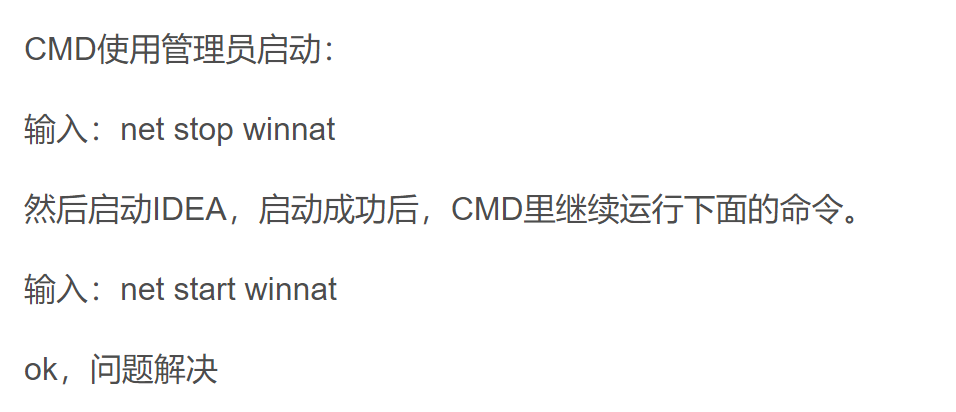 CMD使用管理员启动：
输入：net stop winnat
然后启动IDEA，启动成功后，CMD里继续运行下面的命令。
输入：net start winnat
ok，问题解决